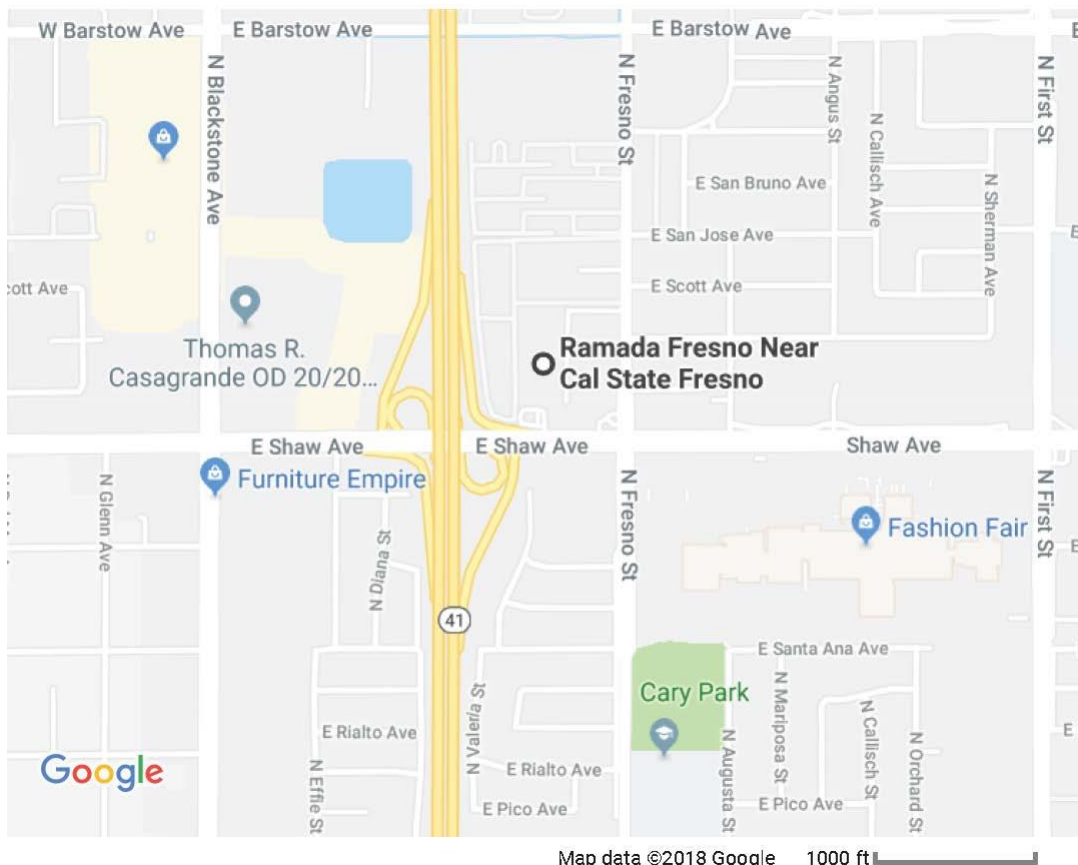 W Barstow Ave
E Barstow Ave
E Barstow Ave
N Blackstone Ave
N Fresno St
N Angus St
N Callisch Ave
N First St
E San Bruno Ave
N Sherman Ave
E San Jose Ave
cott Ave
E Scott Ave
Thomas R.
Casagrande OD 20/20...
Ramada Fresno Near
Cal State Fresno
E Shaw Ave
E Shaw Ave
Shaw Ave
N Glenn Ave
Furniture Empire
N Diana St
N Fresno St
Fashion Fair
N First St
41
E Santa Ana Ave
Cary Park
N Valeria St
N Mariposa St
N Callisch St
N Orchard St
N Augusta St
E Rialto Ave
E Rialto Ave
N Effie St
E Pico Ave
E Pico Ave
Google
Map data ©2018 Google 1000 ft